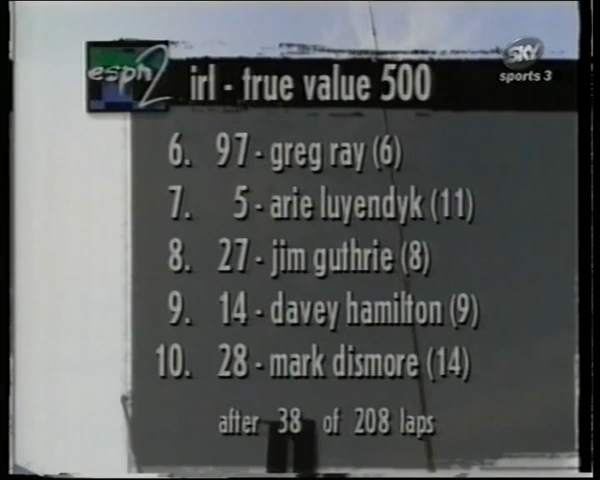 espn2 irl - true value 500
sky
sports 3
6. 97 - greg ray (6)
7. 5 - arie luyendyk (11)
8. 27 - jim guthrie (8)
9. 14 - davey hamilton (9)
10. 28 - mark dismore (14)
after 38 of 208 laps